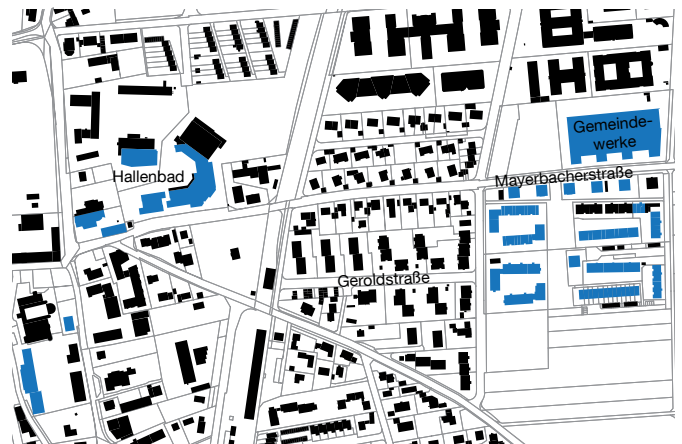 Gemeinde-
werke
Hallenbad
Mayerbacherstraße
Geroldstraße